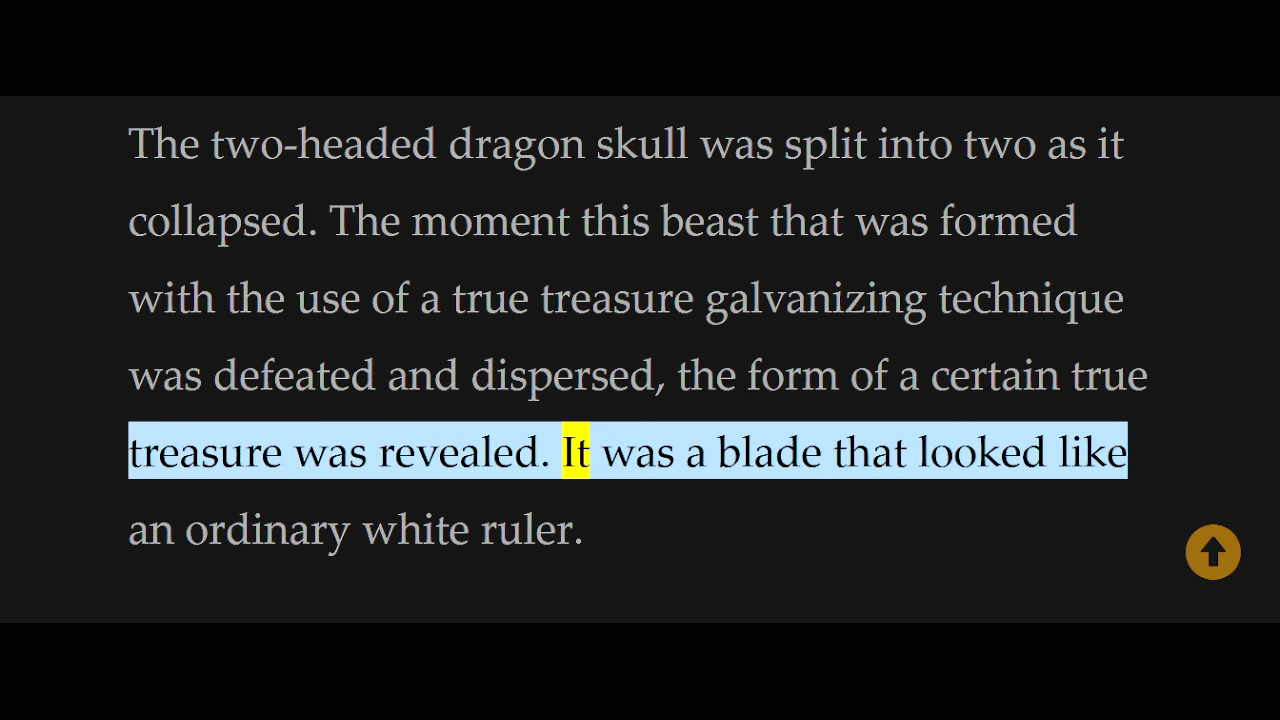 The two-headed dragon skull was split into two as it
collapsed. The moment this beast that was formed
with the use of a true treasure galvanizing technique
was defeated and dispersed, the form of a certain true
treasure was revealed. It was a blade that looked like
an ordinary white ruler.